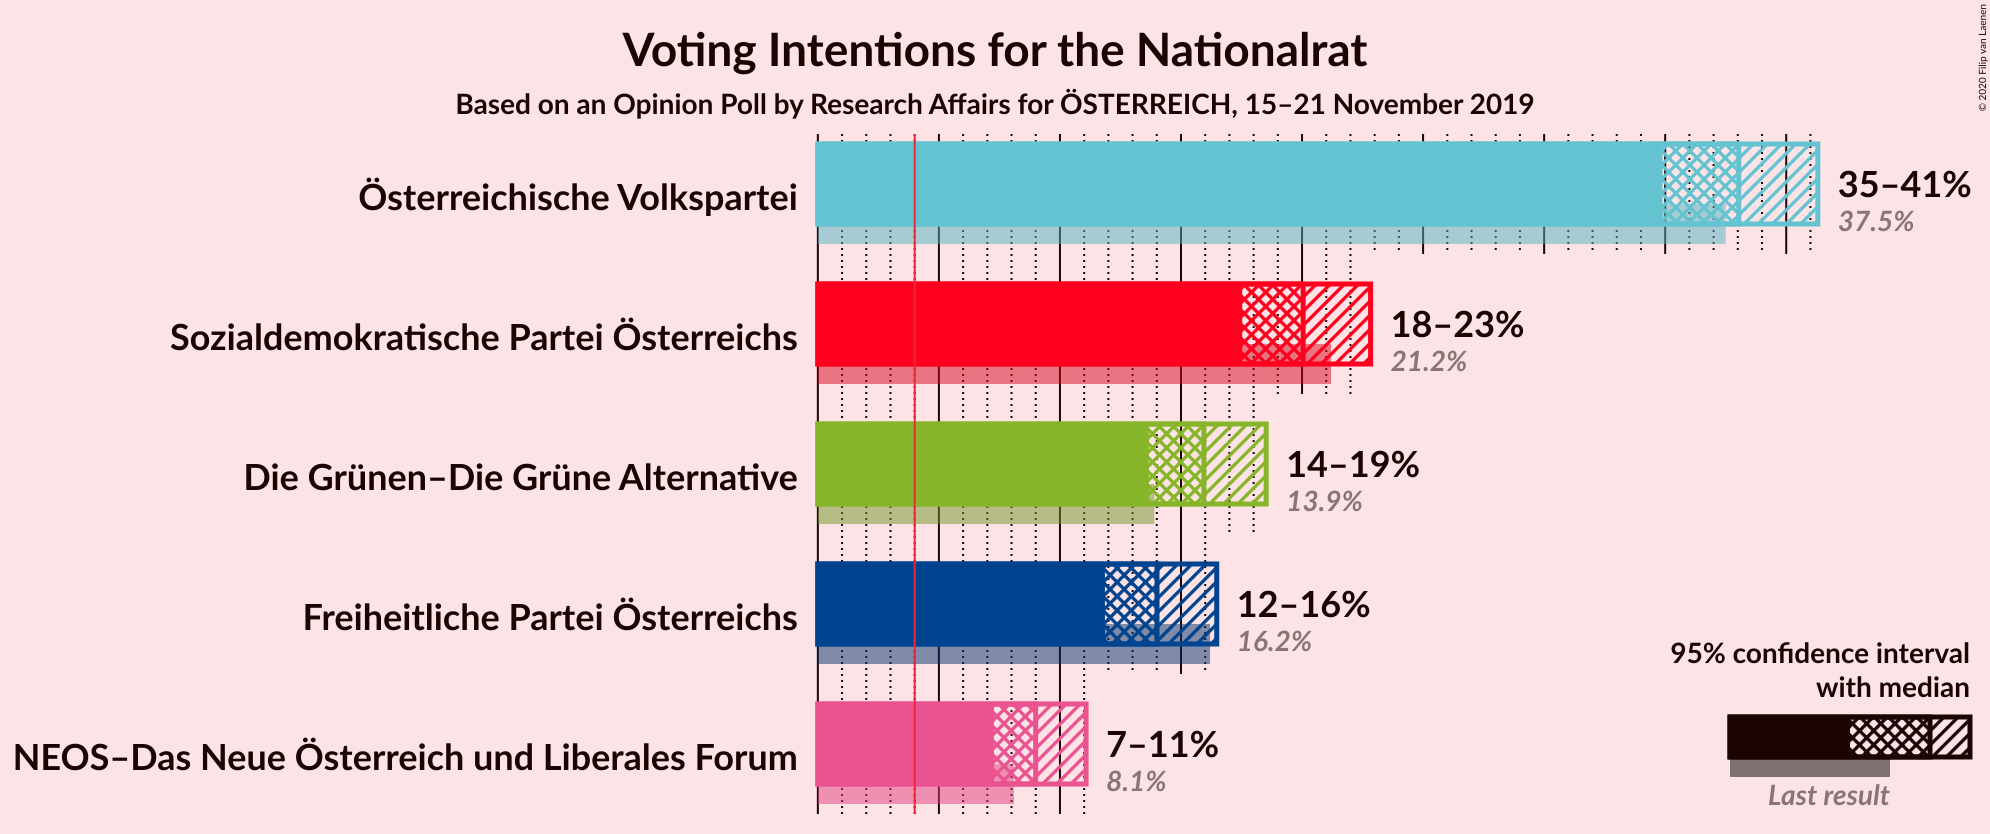 Voting Intentions for the Nationalrat
Based on an Opinion Poll by Research Affairs for ÖSTERREICH, 15–21 November 2019
© 2020 Filip van Laenen
Österreichische Volkspartei
35–41%
37.5%
Sozialdemokratische Partei Österreichs
18–23%
21.2%
Die Grünen–Die Grüne Alternative
14–19%
13.9%
Freiheitliche Partei Österreichs
12–16%
16.2%
NEOS–Das Neue Österreich und Liberales Forum
7–11%
8.1%
95% confidence interval
with median
Last result